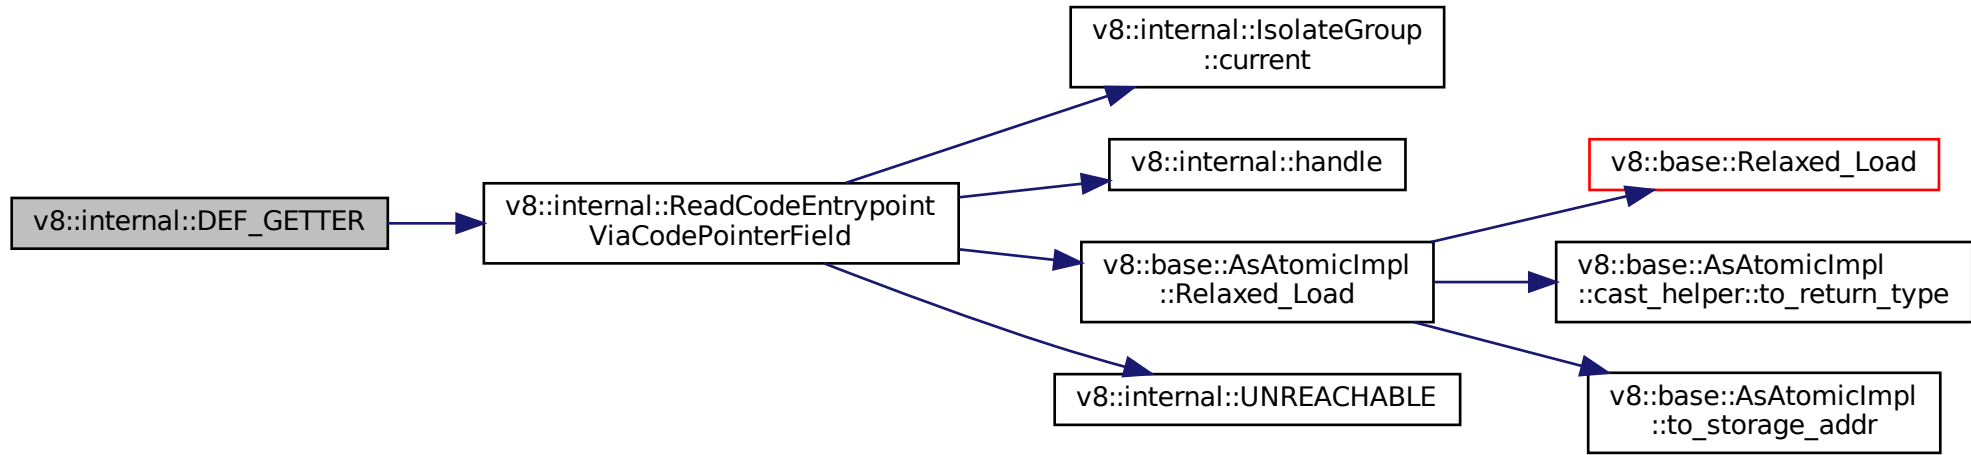 v8::internal::DEF_GETTER
v8::internal::ReadCodeEntrypoint
ViaCodePointerField
v8::internal::IsolateGroup
::current
v8::internal::handle
v8::base::AsAtomicImpl
::Relaxed_Load
v8::internal::UNREACHABLE
v8::base::Relaxed_Load
v8::base::AsAtomicImpl
::cast_helper::to_return_type
v8::base::AsAtomicImpl
::to_storage_addr